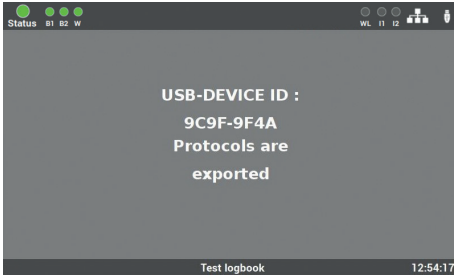 Status B1 B2 W WL I1 I2
USB-DEVICE ID :
9C9F-9F4A
Protocols are
exported
Test logbook 12:54:17